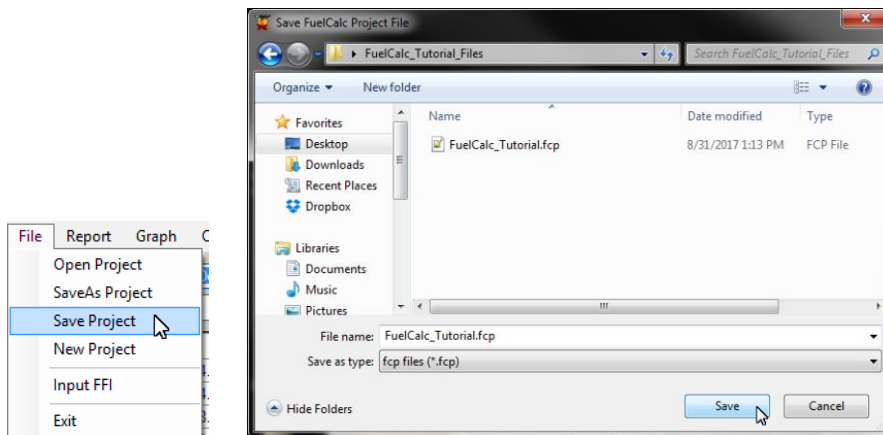 File Report Graph
Open Project
SaveAs Project
Save Project
New Project
Input FFI
Exit
Save FuelCalc Project File
FuelCalc_Tutorial_Files
Search FuelCalc_Tutorial_Files
Organize
New folder
Favorites
Desktop
Downloads
Recent Places
Dropbox
Libraries
Documents
Music
Pictures
Name Date modified Type
FuelCalc_Tutorial.fcp 8/31/2017 1:13 PM FCP File
File name: FuelCalc_Tutorial.fcp
Save as type: fcp files (*.fcp)
Hide Folders
Save
Cancel